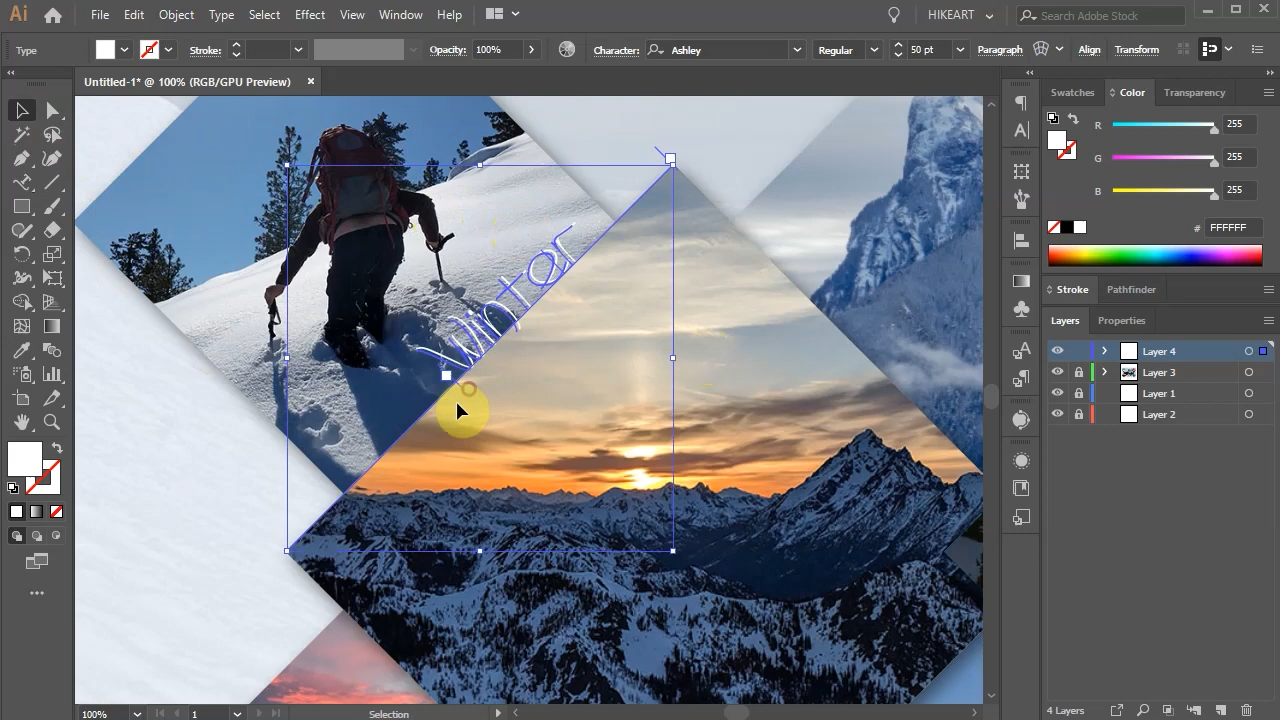 Ai File Edit Object Type Select Effect View Window Help HIKEART Search Adobe Stock
Type Stroke: Opacity: 100% Character: Ashley Regular 50 pt Paragraph Align Transform
Untitled-1* @ 100% (RGB/GPU Preview)
Swatches Color Transparency
R 255
G 255
B 255
# FFFFFF
Stroke Pathfinder
Layers Properties
Layer 4
Layer 3
Layer 1
Layer 2
Winter
4 Layers
100% 1 Selection